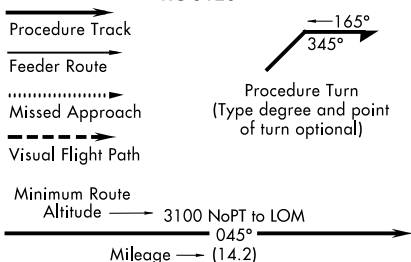 Procedure Track
Feeder Route
Missed Approach
Visual Flight Path
165°
345°
Procedure Turn
(Type degree and point
of turn optional)
Minimum Route
Altitude
3100 NoPT to LOM
045°
Mileage
(14.2)